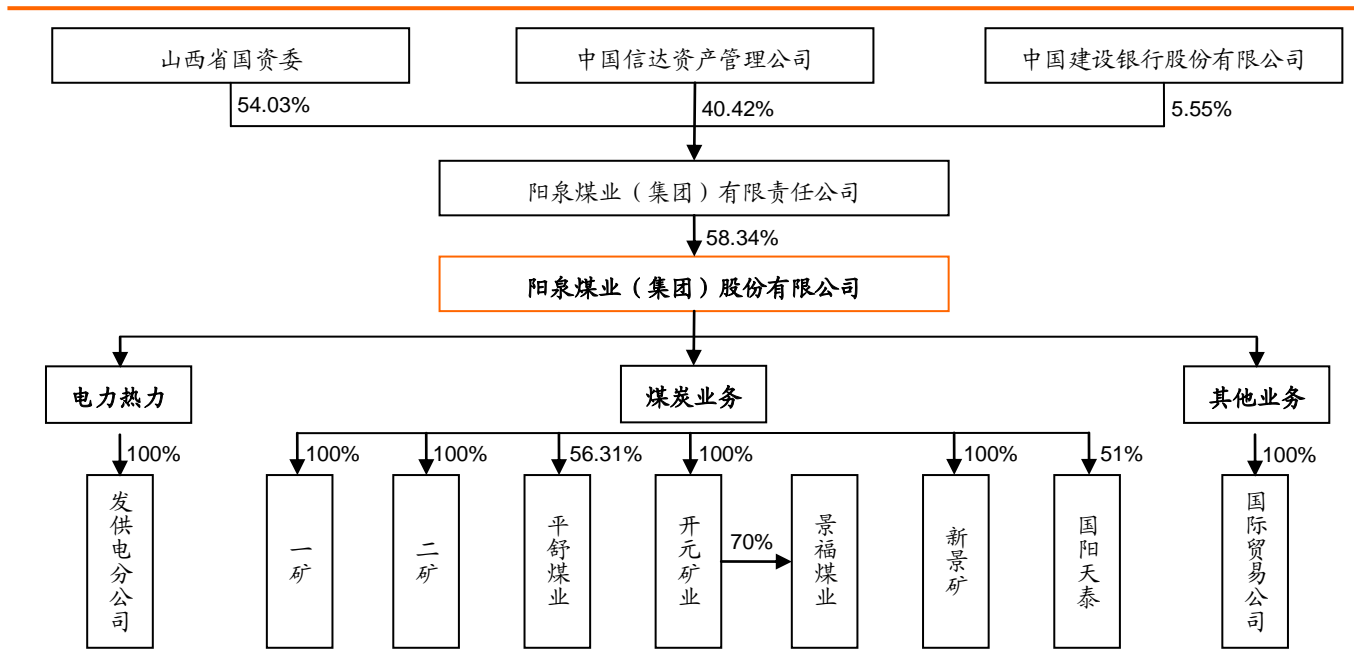 山西省国资委
中国信达资产管理公司
中国建设银行股份有限公司
54.03%
40.42%
5.55%
阳泉煤业（集团）有限责任公司
58.34%
阳泉煤业（集团）股份有限公司
电力热力
煤炭业务
其他业务
100%
100%
100%
56.31%
100%
100%
51%
100%
发供电分公司
一矿
二矿
平舒煤业
开元矿业
70%
景福煤业
新景矿
国阳天泰
国际贸易公司